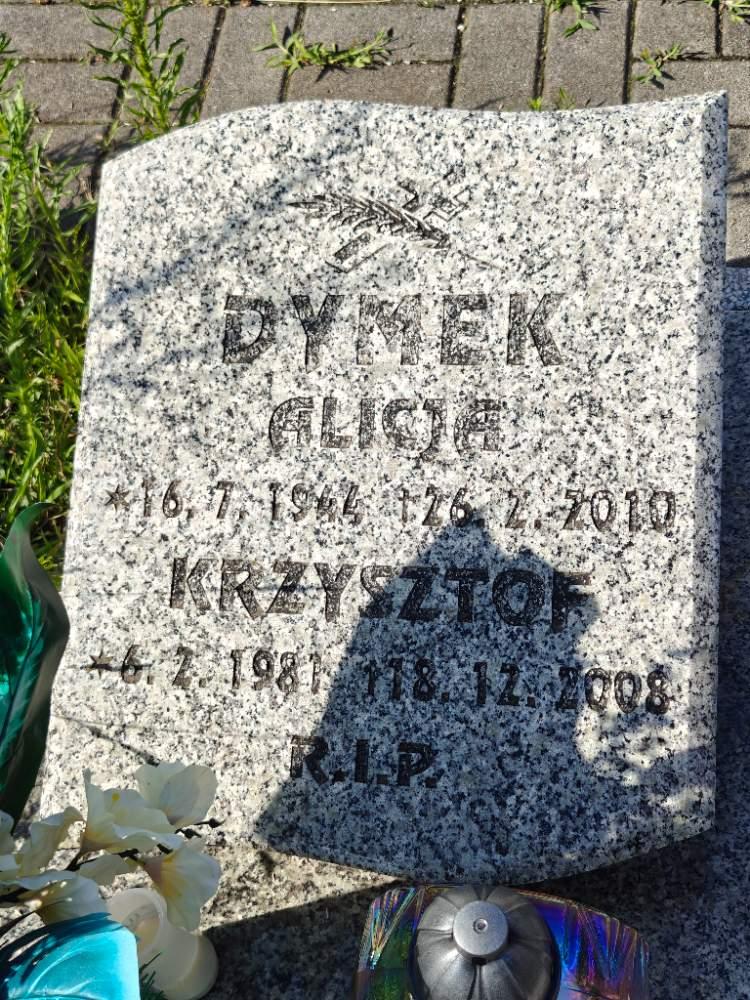 DYMEK
ALICJA
*16. 7. 1944 †26. 2. 2010
KRZYSZTOF
*6. 2. 1981 †18. 12. 2008
R.I.P.